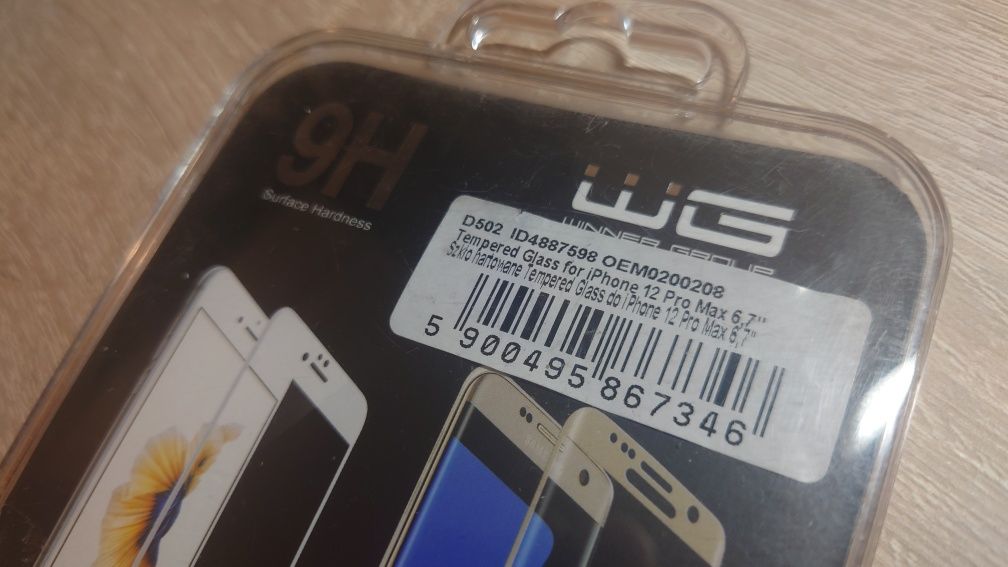 9H
Surface Hardness
WG
WINNER GROUP
D502 ID4887598 OEM0200208
Tempered Glass for iPhone 12 Pro Max 6,7"
Szkło hartowane Tempered Glass do iPhone 12 Pro Max 6,7"
5 900495 867346